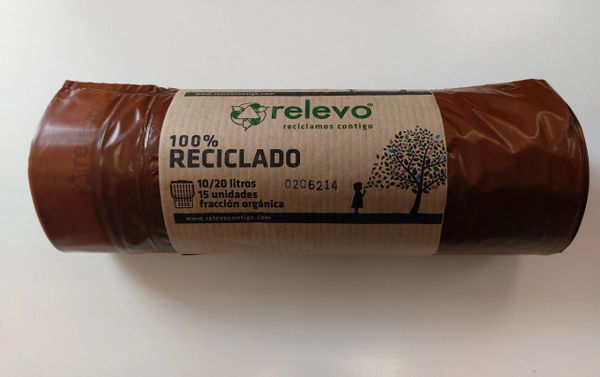 www.relevocontigo.com
relevo®
reciclamos contigo
100%
RECICLADO
10/20 litros
15 unidades
fracción orgánica
0206214
www.relevocontigo.com
relevo